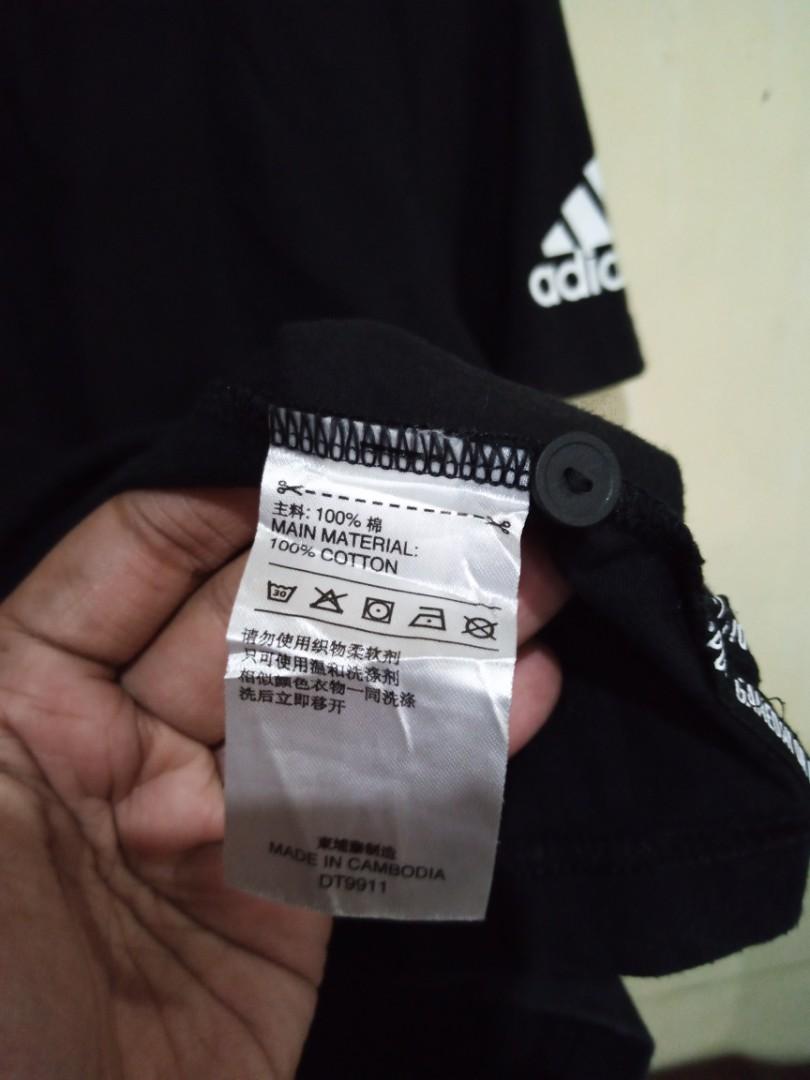 adid
主料: 100% 棉
MAIN MATERIAL:
100% COTTON
30
请勿使用织物柔软剂
只可使用温和洗涤剂
相似颜色衣物一同洗涤
洗后立即移开
柬埔寨制造
MADE IN CAMBODIA
DT9911